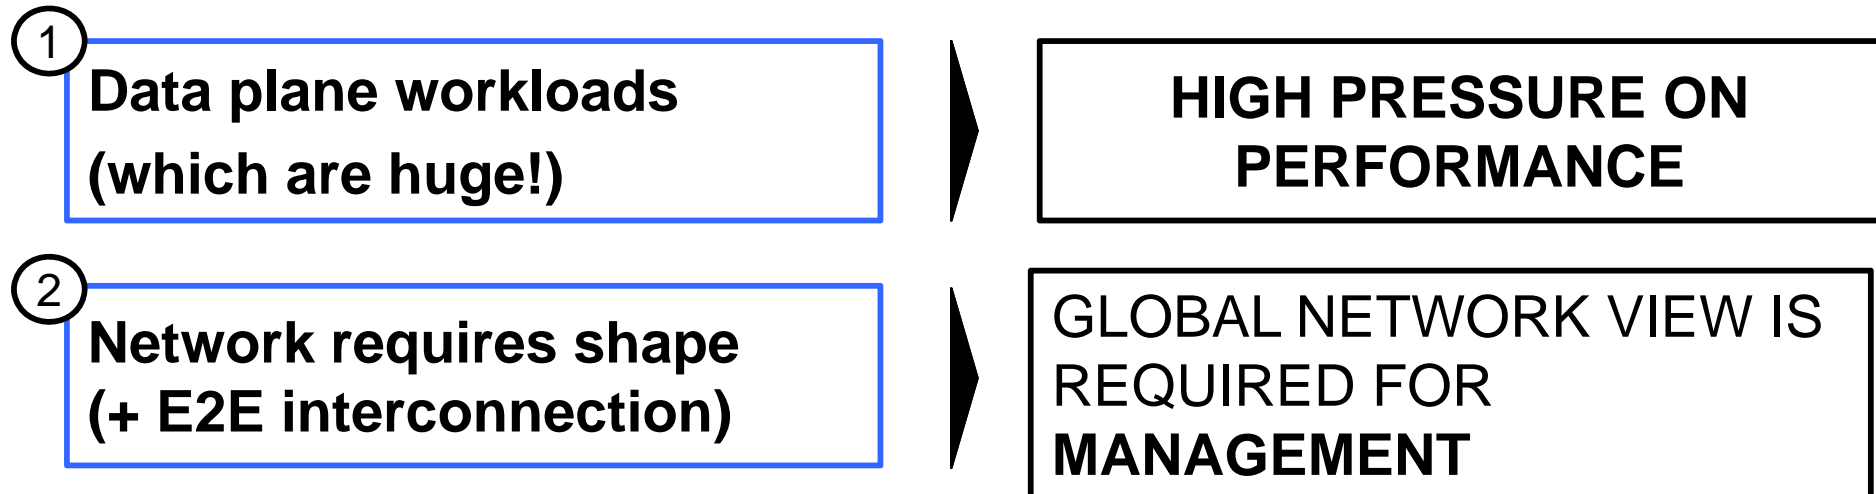 1
Data plane workloads
(which are huge!)
HIGH PRESSURE ON
PERFORMANCE
2
Network requires shape
(+ E2E interconnection)
GLOBAL NETWORK VIEW IS
REQUIRED FOR
MANAGEMENT